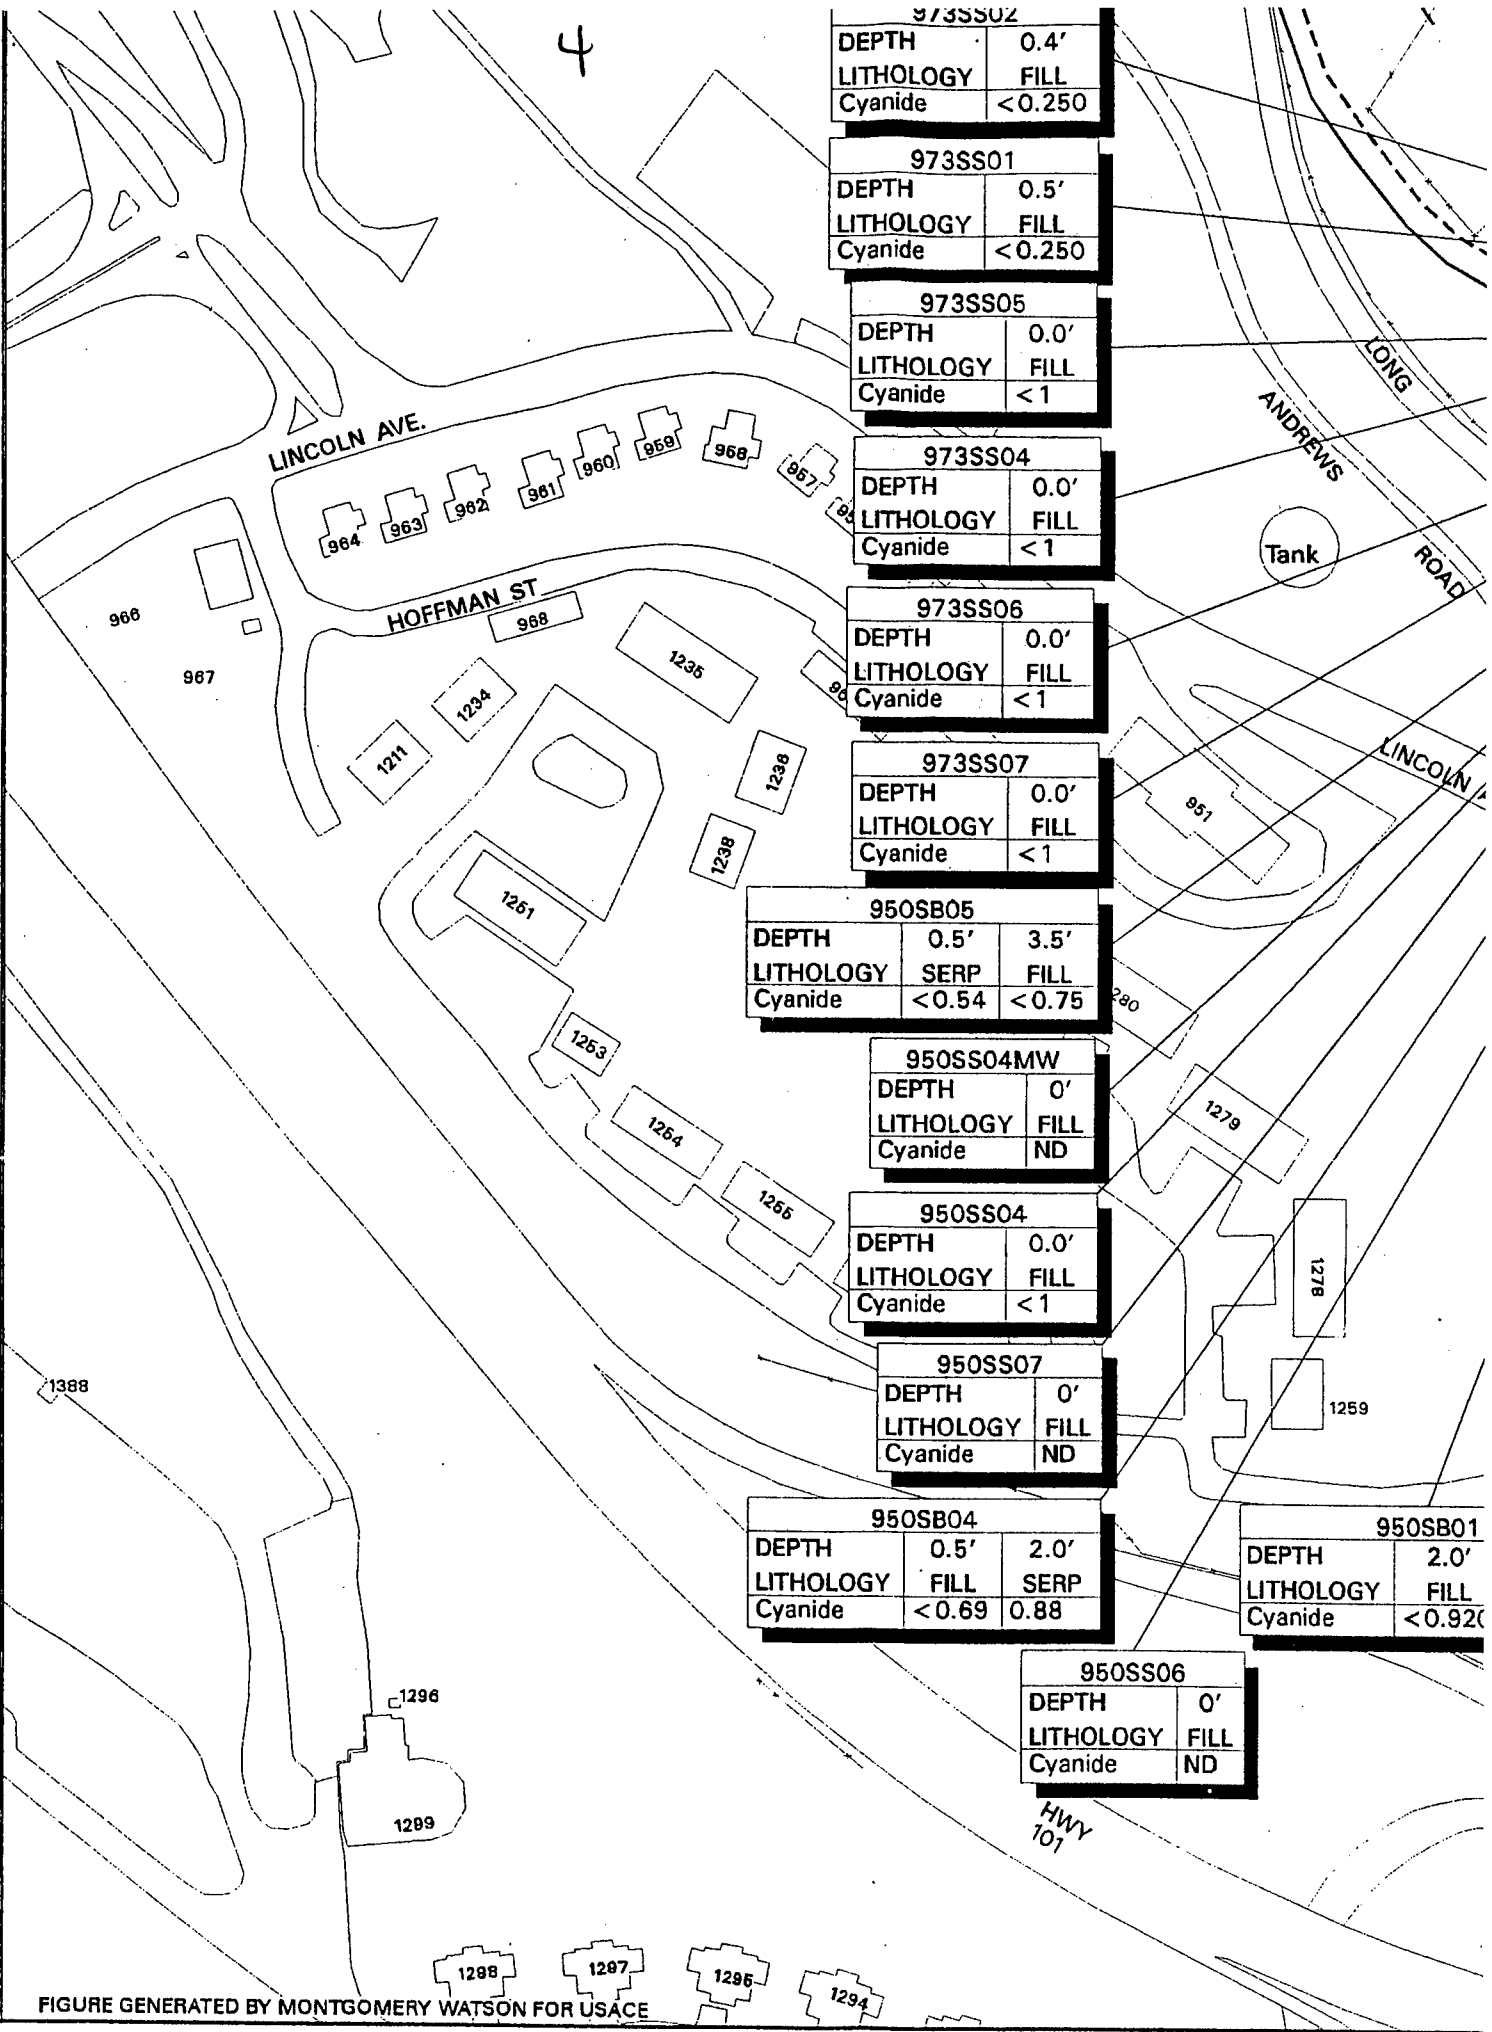 4
973SS02
DEPTH 0.4'
LITHOLOGY FILL
Cyanide <0.250
973SS01
DEPTH 0.5'
LITHOLOGY FILL
Cyanide <0.250
973SS05
DEPTH 0.0'
LITHOLOGY FILL
Cyanide <1
973SS04
DEPTH 0.0'
LITHOLOGY FILL
Cyanide <1
973SS06
DEPTH 0.0'
LITHOLOGY FILL
Cyanide <1
973SS07
DEPTH 0.0'
LITHOLOGY FILL
Cyanide <1
950SB05
DEPTH 0.5' 3.5'
LITHOLOGY SERP FILL
Cyanide <0.54 <0.75
950SS04MW
DEPTH 0'
LITHOLOGY FILL
Cyanide ND
950SS04
DEPTH 0.0'
LITHOLOGY FILL
Cyanide <1
950SS07
DEPTH 0'
LITHOLOGY FILL
Cyanide ND
950SB04
DEPTH 0.5' 2.0'
LITHOLOGY FILL SERP
Cyanide <0.69 0.88
950SB01
DEPTH 2.0'
LITHOLOGY FILL
Cyanide <0.920
950SS06
DEPTH 0'
LITHOLOGY FILL
Cyanide ND
LONG
ANDREWS
ROAD
Tank
LINCOLN AVE.
964
963
962
961
960
959
958
957
HOFFMAN ST
968
966
967
1235
1234
1211
1236
1238
1251
1253
1254
1255
LINCOLN
951
280
1279
1278
1259
1388
1296
1299
HWY
101
1298
1297
1295
1294
FIGURE GENERATED BY MONTGOMERY WATSON FOR USACE